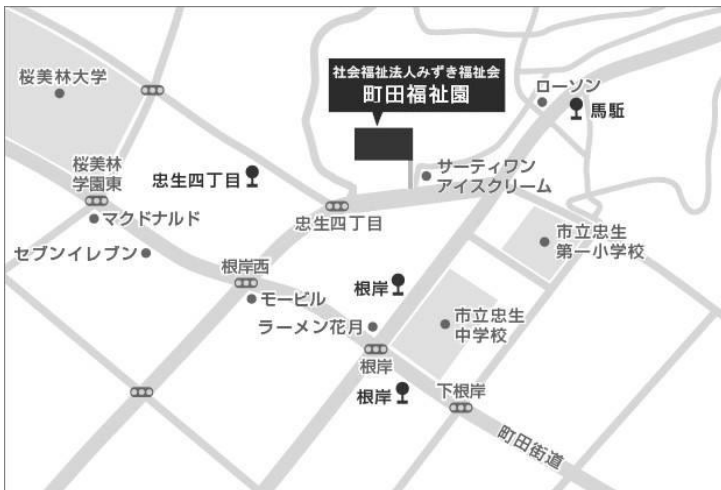 社会福祉法人みずき福祉会
町田福祉園
桜美林大学
ローソン
馬駈
桜美林
学園東
忠生四丁目
サーティワン
アイスクリーム
マクドナルド
忠生四丁目
市立忠生
第一小学校
セブンイレブン
根岸西
モービル
根岸
ラーメン花月
市立忠生
中学校
根岸
根岸
下根岸
町田街道